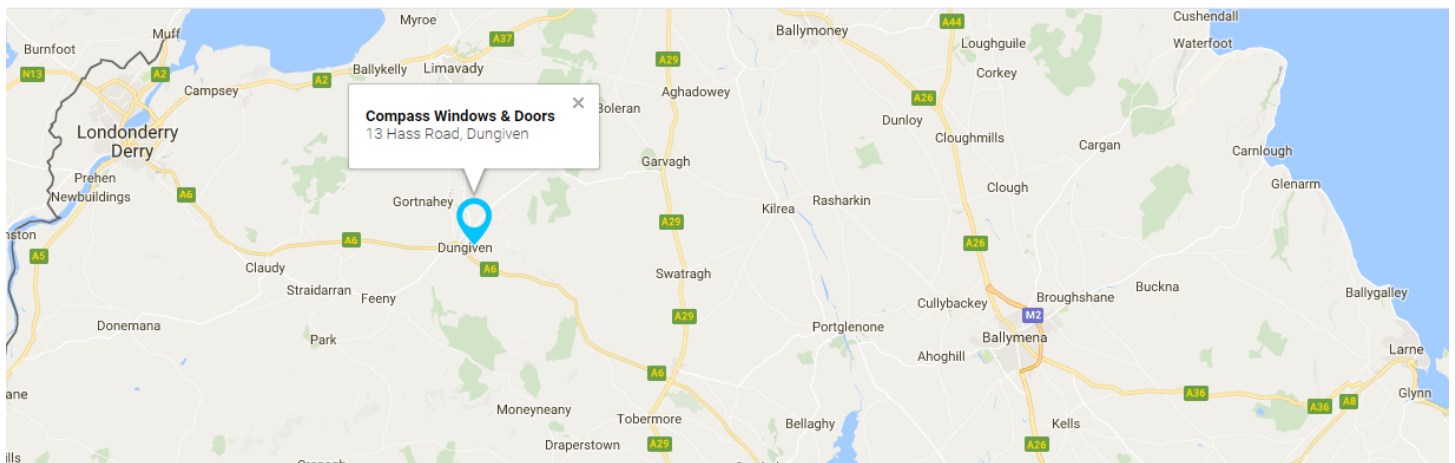 Cushendall
Myroe
A44
Muff
Ballymoney
A37
Loughguile
Waterfoot
Burnfoot
A29
Ballykelly
Limavady
N13
A2
A2
Corkey
Campsey
Aghadowey
A26
Compass Windows & Doors
13 Hass Road, Dungiven
Boleran
Dunloy
Londonderry
Derry
Cloughmills
Cargan
Carnlough
Garvagh
Prehen
Newbuildings
A6
Clough
Glenarm
Gortnahey
Rasharkin
Kilrea
A29
A6
A26
Dungiven
A5
Claudy
A6
Swatragh
Straidarran
Feeny
Buckna
Broughshane
Cullybackey
Ballygalley
A29
M2
Donemana
Portglenone
Park
Ballymena
Ahoghill
Larne
A6
A36
Glynn
Moneyneany
A36
A8
Tobermore
Bellaghy
Kells
Draperstown
A29
A26